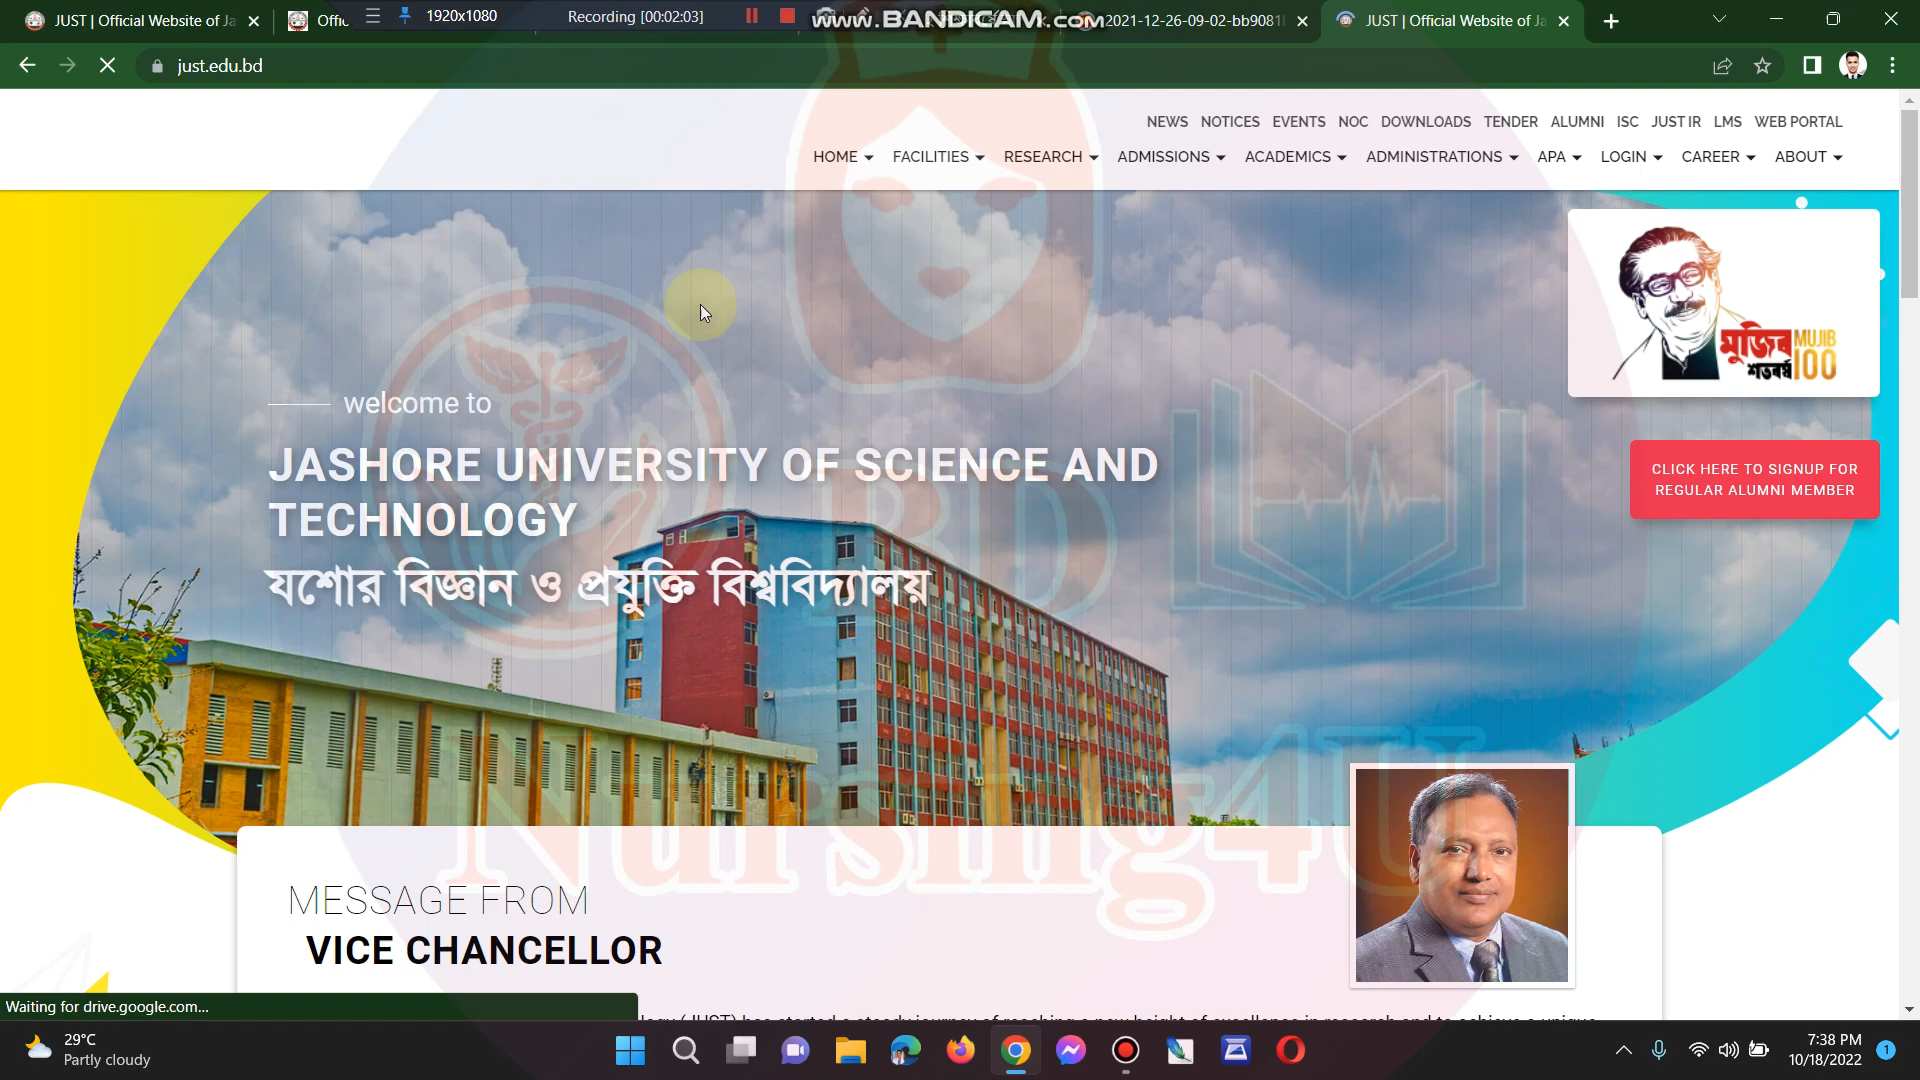 JUST | Official Website of Ja
Offic
1920x1080
Recording [00:02:03]
www.BANDICAM.com
2021-12-26-09-02-bb9081
JUST | Official Website of Ja
just.edu.bd
NEWS NOTICES EVENTS NOC DOWNLOADS TENDER ALUMNI ISC JUST IR LMS WEB PORTAL
HOME FACILITIES RESEARCH ADMISSIONS ACADEMICS ADMINISTRATIONS APA LOGIN CAREER ABOUT
মুজিব MUJIB
শতবর্ষ 100
welcome to
JASHORE UNIVERSITY OF SCIENCE AND
TECHNOLOGY
যশোর বিজ্ঞান ও প্রযুক্তি বিশ্ববিদ্যালয়
CLICK HERE TO SIGNUP FOR
REGULAR ALUMNI MEMBER
BD
Nursing4U
MESSAGE FROM
VICE CHANCELLOR
Waiting for drive.google.com...
29°C
Partly cloudy
7:38 PM
10/18/2022
1